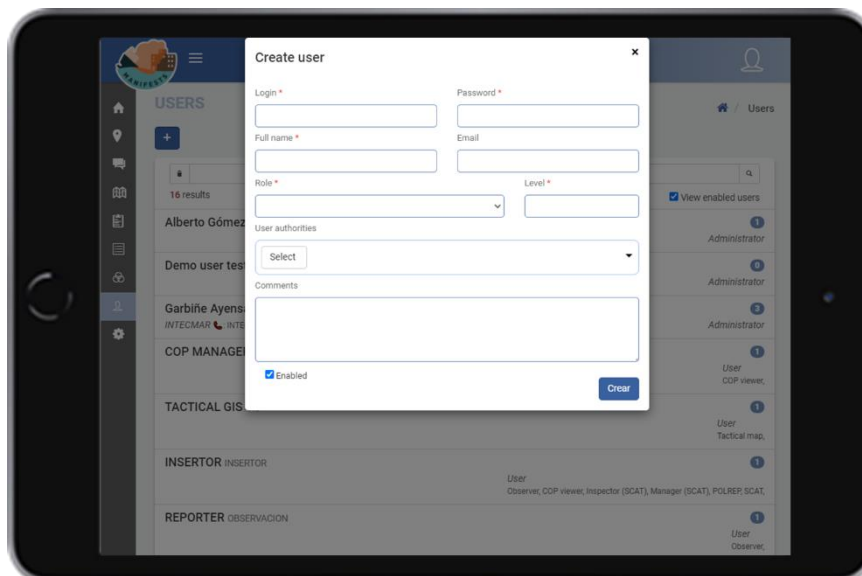 MANIFESTS
Create user
×
Login *
Password *
Full name *
Email
Role *
Level *
User authorities
Select
Comments
Enabled
Crear
USERS
/ Users
+
16 results
View enabled users
Alberto Gómez
1
Administrator
Demo user tes
0
Administrator
Garbiñe Ayens
3
INTECMAR INTE
Administrator
COP MANAGE
1
User
COP viewer,
TACTICAL GIS
1
User
Tactical map,
INSERTOR INSERTOR
1
User
Observer, COP viewer, Inspector (SCAT), Manager (SCAT), POLREP, SCAT,
REPORTER OBSERVACION
1
User
Observer,